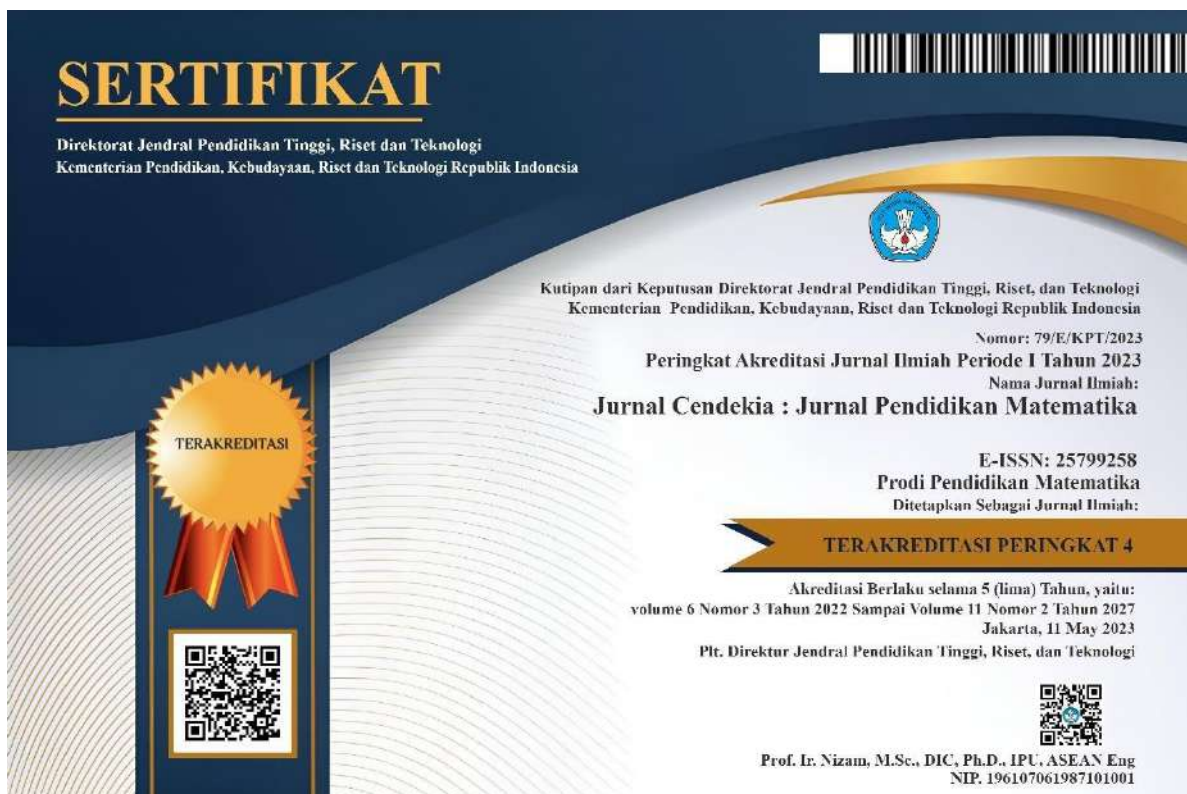 SERTIFIKAT
Direktorat Jendral Pendidikan Tinggi, Riset dan Teknologi
Kementerian Pendidikan, Kebudayaan, Riset dan Teknologi Republik Indonesia
Kutipan dari Keputusan Direktorat Jendral Pendidikan Tinggi, Riset, dan Teknologi
Kementerian Pendidikan, Kebudayaan, Riset dan Teknologi Republik Indonesia
Nomor: 79/E/KPT/2023
Peringkat Akreditasi Jurnal Ilmiah Periode I Tahun 2023
Nama Jurnal Ilmiah:
Jurnal Cendekia : Jurnal Pendidikan Matematika
E-ISSN: 25799258
Prodi Pendidikan Matematika
Ditetapkan Sebagai Jurnal Ilmiah:
TERAKREDITASI
TERAKREDITASI PERINGKAT 4
Akreditasi Berlaku selama 5 (lima) Tahun, yaitu:
volume 6 Nomor 3 Tahun 2022 Sampai Volume 11 Nomor 2 Tahun 2027
Jakarta, 11 May 2023
Plt. Direktur Jendral Pendidikan Tinggi, Riset, dan Teknologi
Prof. Ir. Nizam, M.Sc., DIC, Ph.D., IPU, ASEAN Eng
NIP. 196107061987101001